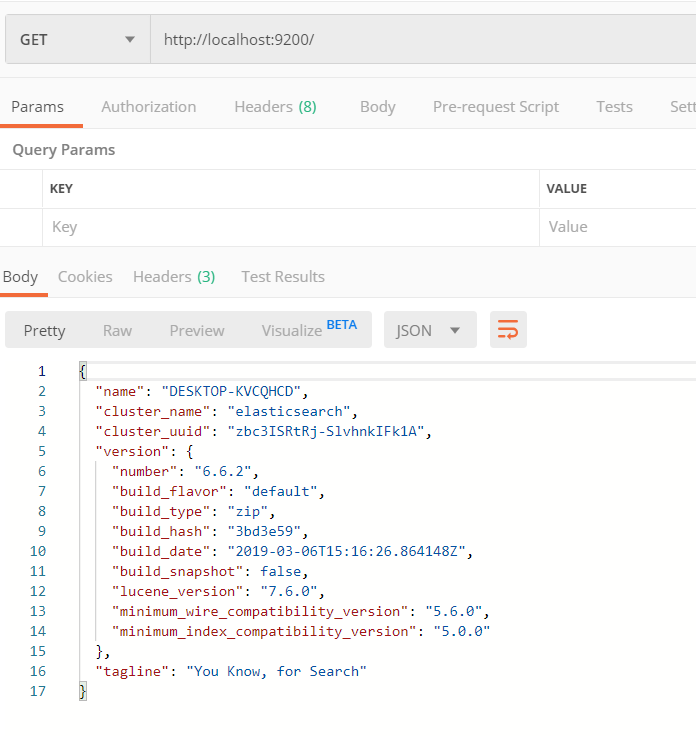 GET http://localhost:9200/
Params Authorization Headers (8) Body Pre-request Script Tests Sett
Query Params
KEY VALUE
Key Value
Body Cookies Headers (3) Test Results
Pretty Raw Preview Visualize BETA JSON
1 {
2 "name": "DESKTOP-KVCQHCD",
3 "cluster_name": "elasticsearch",
4 "cluster_uuid": "zbc3ISRtRj-SlvhnkIFk1A",
5 "version": {
6 "number": "6.6.2",
7 "build_flavor": "default",
8 "build_type": "zip",
9 "build_hash": "3bd3e59",
10 "build_date": "2019-03-06T15:16:26.864148Z",
11 "build_snapshot": false,
12 "lucene_version": "7.6.0",
13 "minimum_wire_compatibility_version": "5.6.0",
14 "minimum_index_compatibility_version": "5.0.0"
15 },
16 "tagline": "You Know, for Search"
17 }